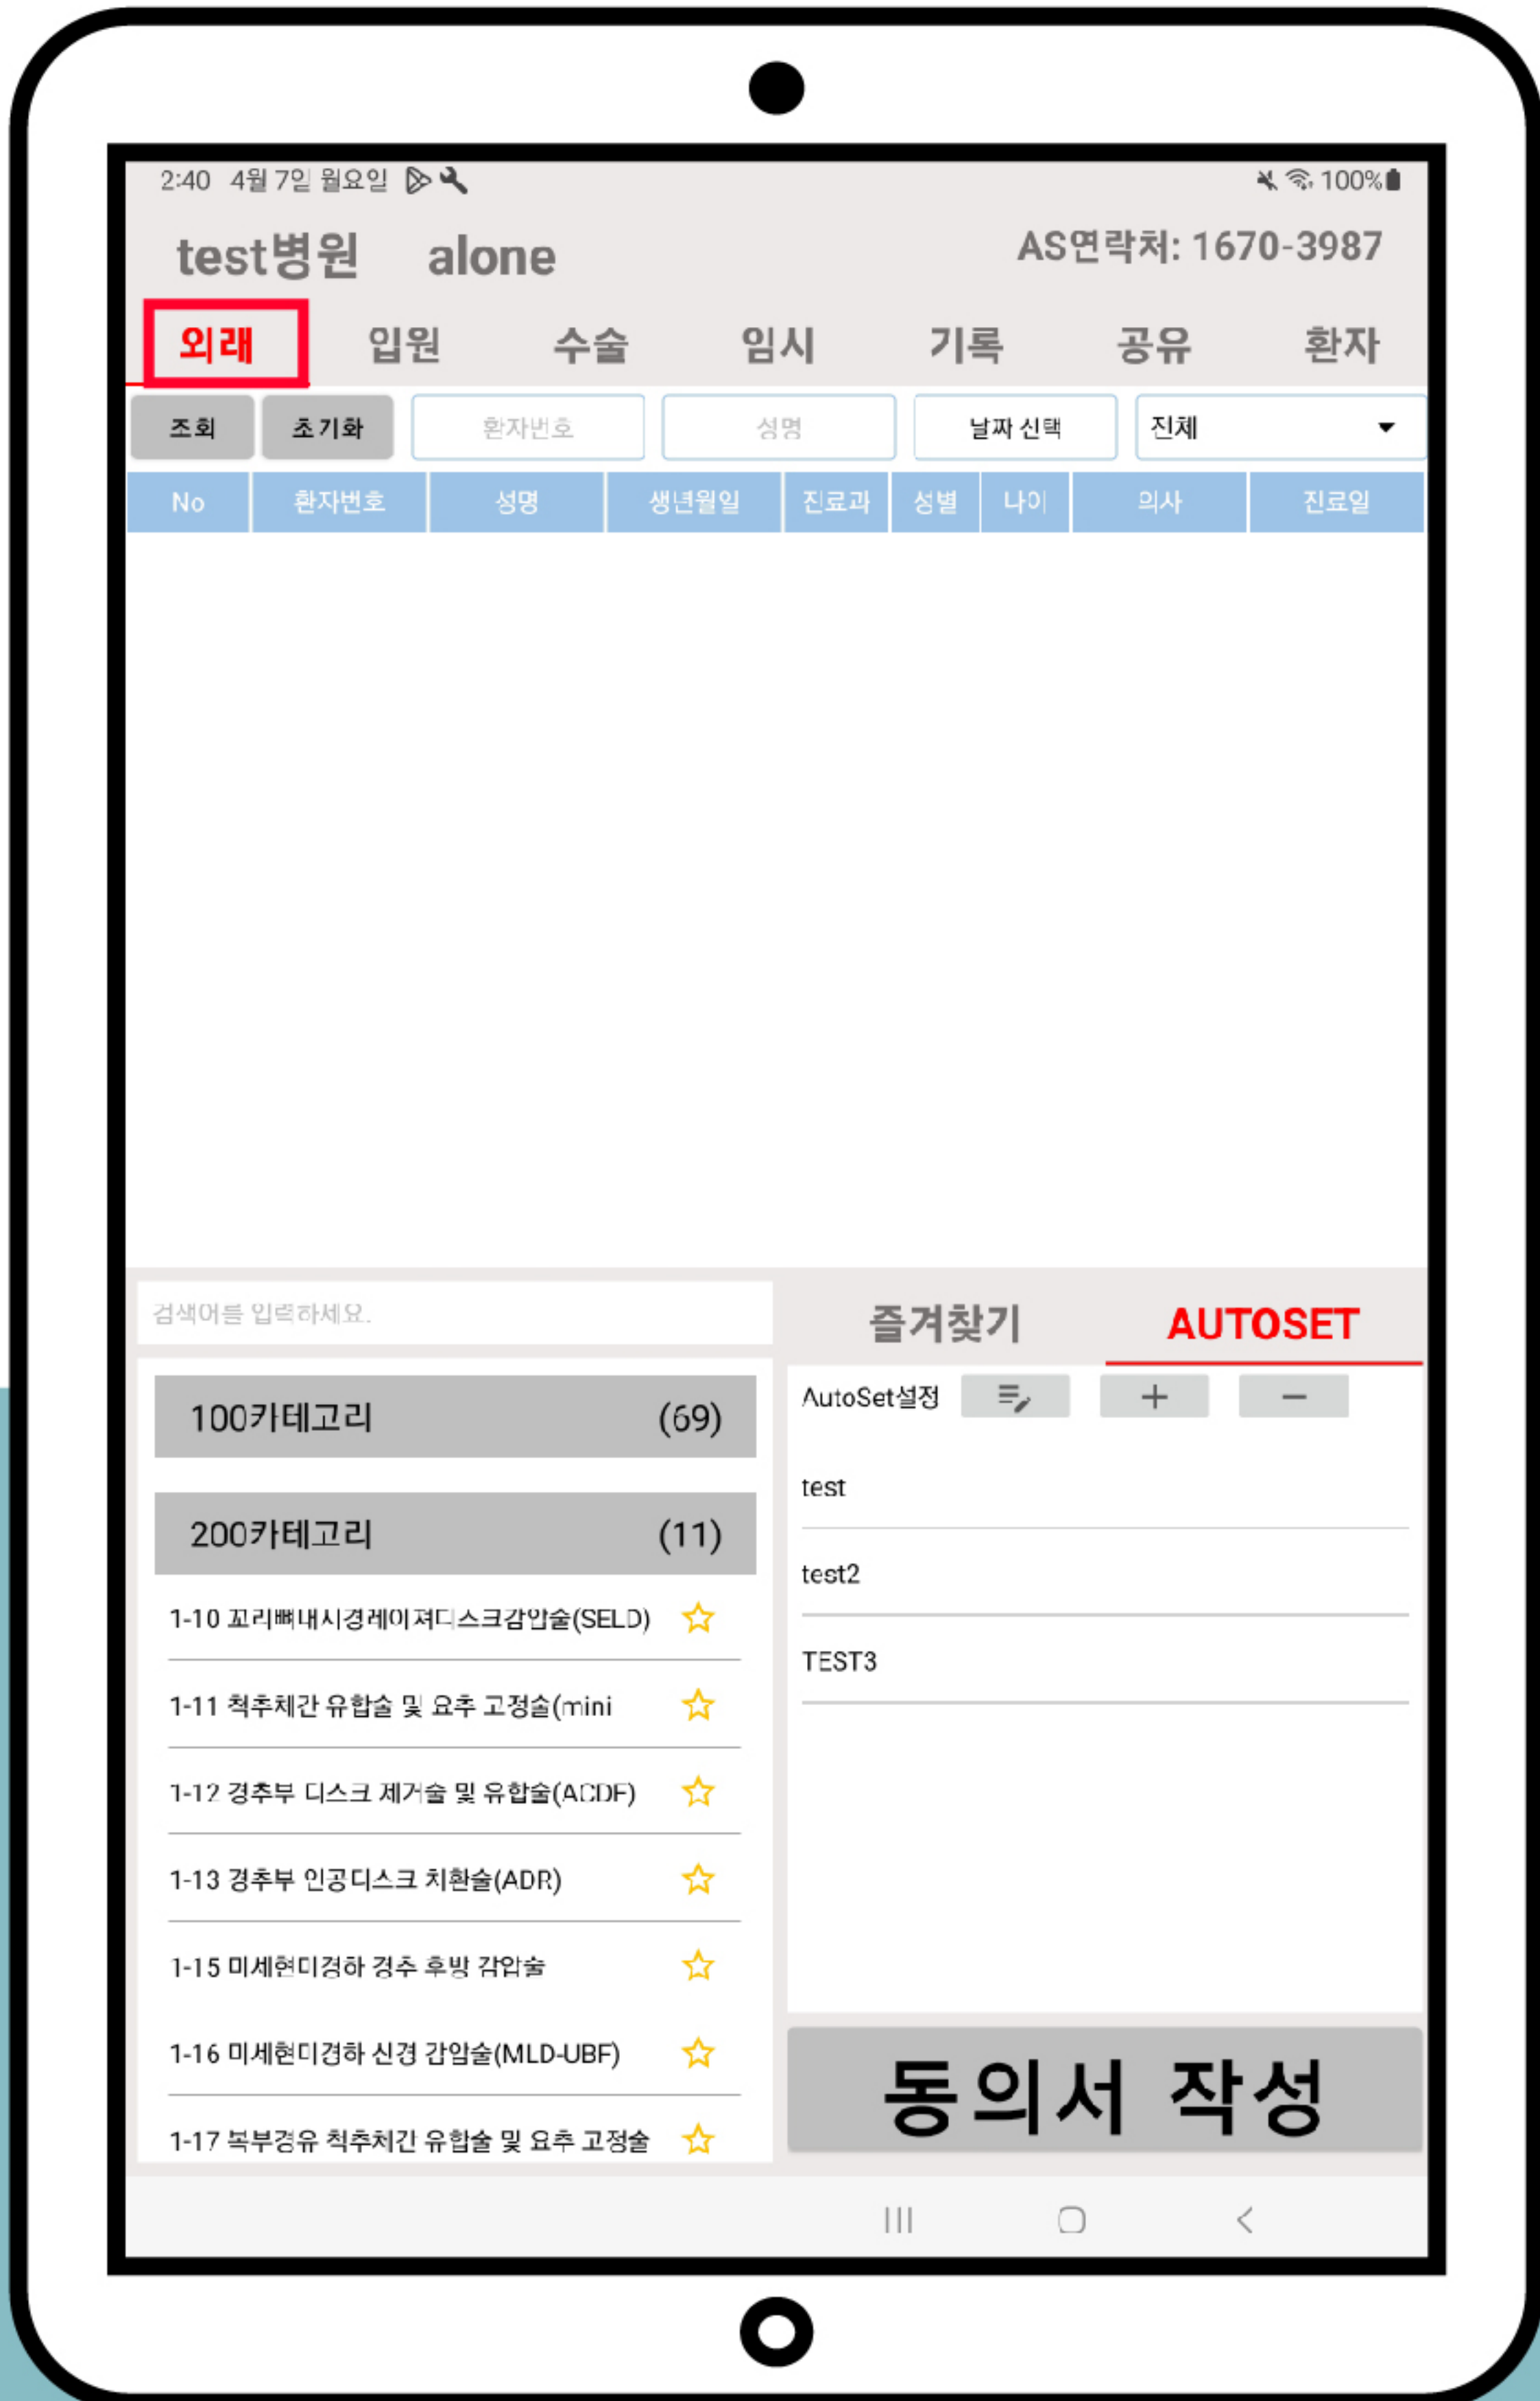 2:40 4월 7일 월요일 100%
test병원 alone AS연락처: 1670-3987
외래 입원 수술 임시 기록 공유 환자
조회 초기화 환자번호 성명 날짜 선택 전체
No 환자번호 성명 생년월일 진료과 성별 나이 의사 진료일
검색어를 입력하세요.
즐겨찾기 AUTOSET
100카테고리 (69)
200카테고리 (11)
1-10 꼬리뼈내시경레이져디스크감압술(SELD)
1-11 척추체간 유합술 및 요추 고정술(mini
1-12 경추부 디스크 제거술 및 유합술(ACDF)
1-13 경추부 인공디스크 치환술(ADR)
1-15 미세현미경하 경추 후방 감압술
1-16 미세현미경하 신경 감압술(MLD-UBF)
1-17 복부경유 척추체간 유합술 및 요추 고정술
AutoSet설정
test
test2
TEST3
동의서 작성